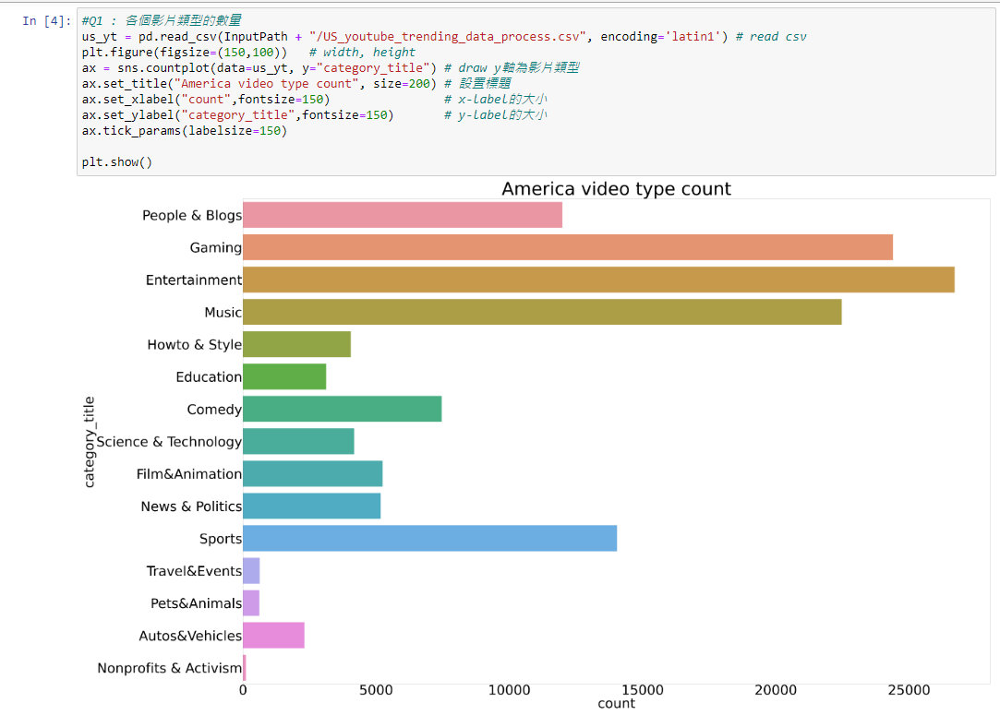 In [4]:
#Q1 : 各個影片類型的數量
us_yt = pd.read_csv(InputPath + "/US_youtube_trending_data_process.csv", encoding='latin1') # read csv
plt.figure(figsize=(150,100))   # width, height
ax = sns.countplot(data=us_yt, y="category_title") # draw y軸為影片類型
ax.set_title("America video type count", size=200) # 設置標題
ax.set_xlabel("count",fontsize=150)                # x-label的大小
ax.set_ylabel("category_title",fontsize=150)       # y-label的大小
ax.tick_params(labelsize=150)
plt.show()
America video type count
People & Blogs
Gaming
Entertainment
Music
Howto & Style
Education
Comedy
Science & Technology
Film&Animation
News & Politics
Sports
Travel&Events
Pets&Animals
Autos&Vehicles
Nonprofits & Activism
category_title
0 5000 10000 15000 20000 25000
count